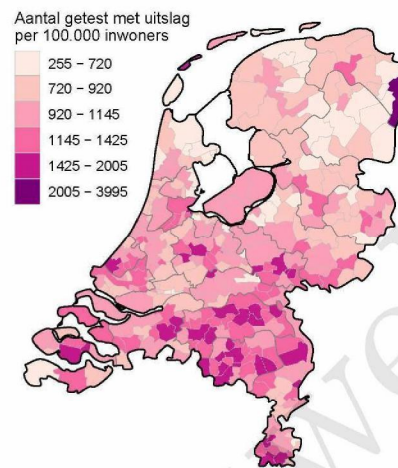 Aantal getest met uitslag
per 100.000 inwoners
255 – 720
720 – 920
920 – 1145
1145 – 1425
1425 – 2005
2005 – 3995
we